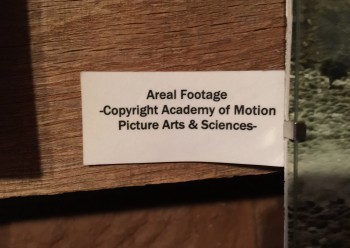 Areal Footage
-Copyright Academy of Motion
Picture Arts & Sciences-